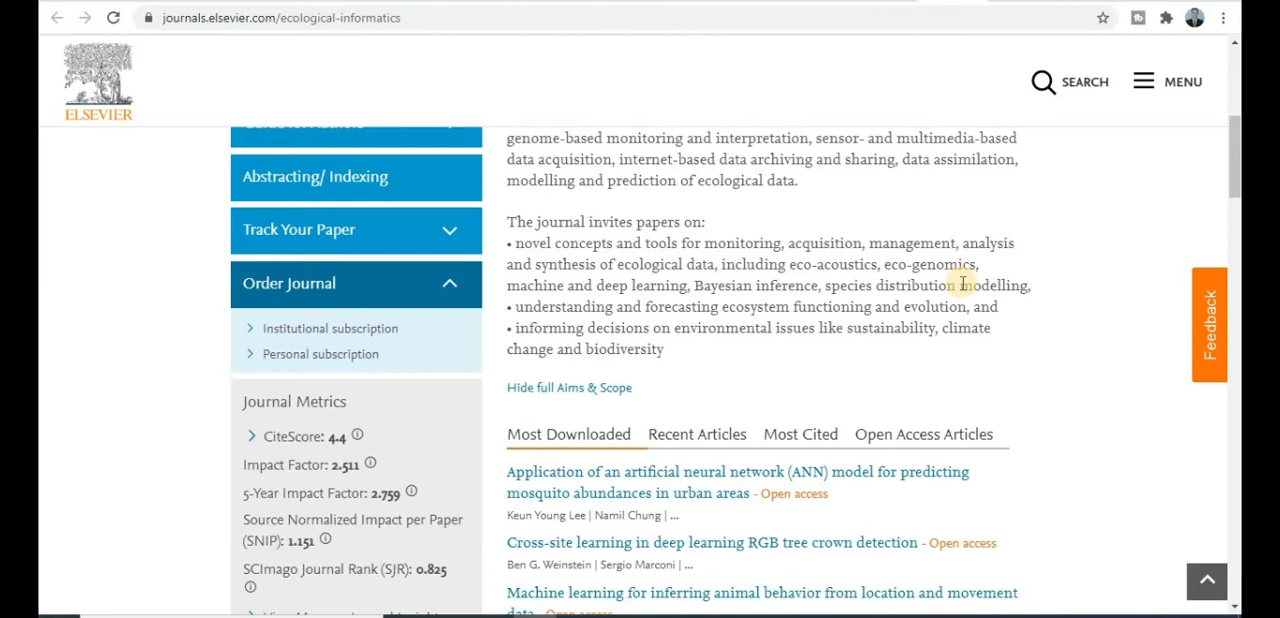 journals.elsevier.com/ecological-informatics
ELSEVIER
SEARCH
MENU
Abstracting/ Indexing
Track Your Paper
Order Journal
Institutional subscription
Personal subscription
Journal Metrics
CiteScore: 4.4
Impact Factor: 2.511
5-Year Impact Factor: 2.759
Source Normalized Impact per Paper
(SNIP): 1.151
SCImago Journal Rank (SJR): 0.825
genome-based monitoring and interpretation, sensor- and multimedia-based
data acquisition, internet-based data archiving and sharing, data assimilation,
modelling and prediction of ecological data.
The journal invites papers on:
• novel concepts and tools for monitoring, acquisition, management, analysis
and synthesis of ecological data, including eco-acoustics, eco-genomics,
machine and deep learning, Bayesian inference, species distribution modelling,
• understanding and forecasting ecosystem functioning and evolution, and
• informing decisions on environmental issues like sustainability, climate
change and biodiversity
Hide full Aims & Scope
Most Downloaded Recent Articles Most Cited Open Access Articles
Application of an artificial neural network (ANN) model for predicting
mosquito abundances in urban areas - Open access
Keun Young Lee | Namil Chung | ...
Cross-site learning in deep learning RGB tree crown detection - Open access
Ben G. Weinstein | Sergio Marconi | ...
Machine learning for inferring animal behavior from location and movement
data - Open access
Feedback